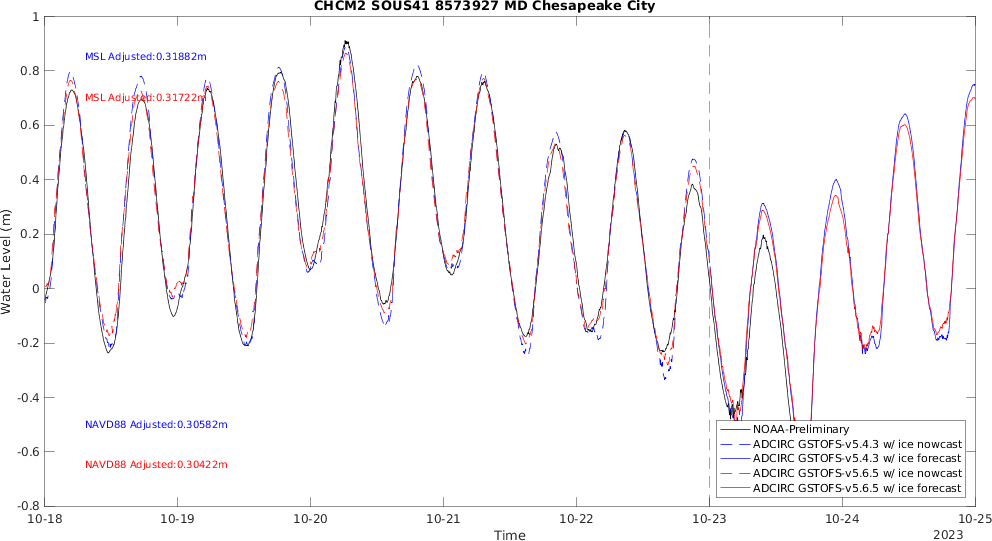 CHCM2 SOUS41 8573927 MD Chesapeake City
1
0.8
0.6
0.4
0.2
0
-0.2
-0.4
-0.6
-0.8
Water Level (m)
MSL Adjusted:0.31882m
MSL Adjusted:0.31722m
NAVD88 Adjusted:0.30582m
NAVD88 Adjusted:0.30422m
NOAA-Preliminary
ADCIRC GSTOFS-v5.4.3 w/ ice nowcast
ADCIRC GSTOFS-v5.4.3 w/ ice forecast
ADCIRC GSTOFS-v5.6.5 w/ ice nowcast
ADCIRC GSTOFS-v5.6.5 w/ ice forecast
10-18 10-19 10-20 10-21 10-22 10-23 10-24 10-25
Time
2023